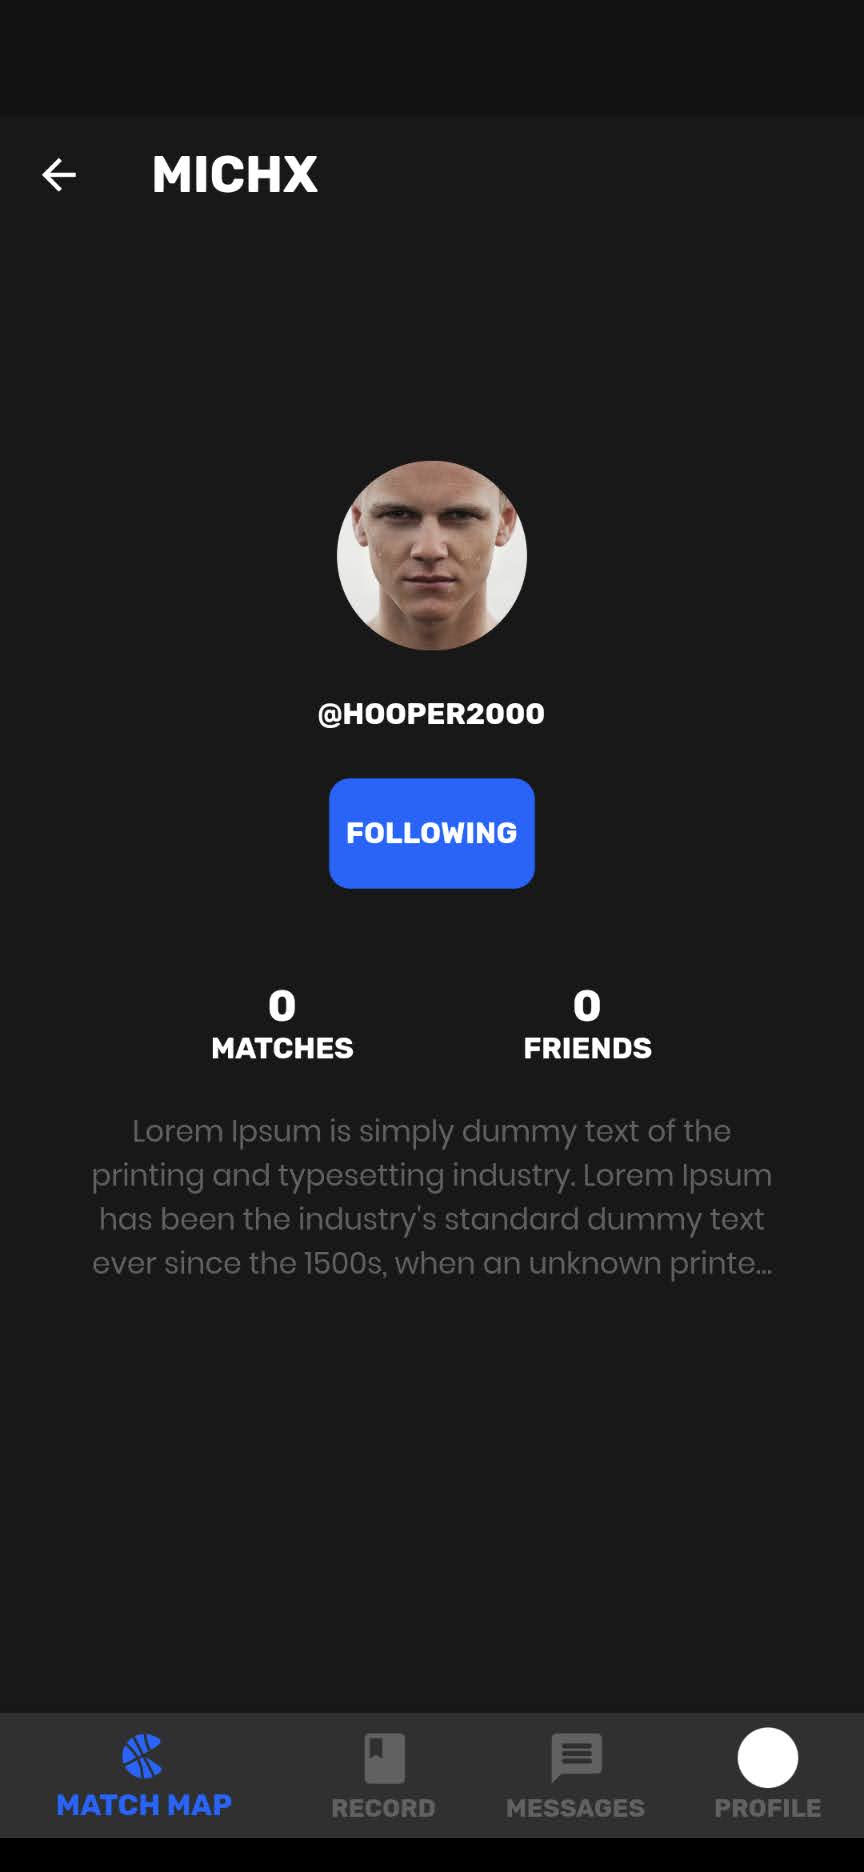 MICHX
@HOOPER2000
FOLLOWING
0
MATCHES
0
FRIENDS
Lorem Ipsum is simply dummy text of the
printing and typesetting industry. Lorem Ipsum
has been the industry's standard dummy text
ever since the 1500s, when an unknown printe...
MATCH MAP
RECORD
MESSAGES
PROFILE